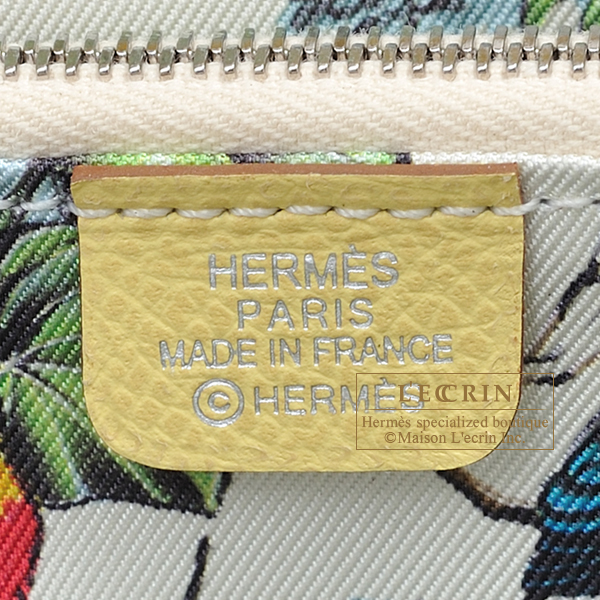 HERMÈS
PARIS
MADE IN FRANCE
©HERMÈS
L'ECRIN
Hermès specialized boutique
©Maison L'ecrin Inc.